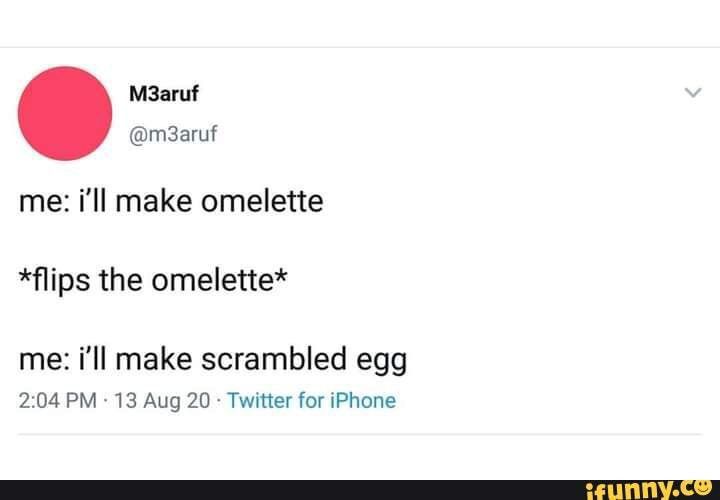 M3aruf
@m3aruf
me: i'll make omelette
*flips the omelette*
me: i'll make scrambled egg
2:04 PM · 13 Aug 20 · Twitter for iPhone
ifunny.co